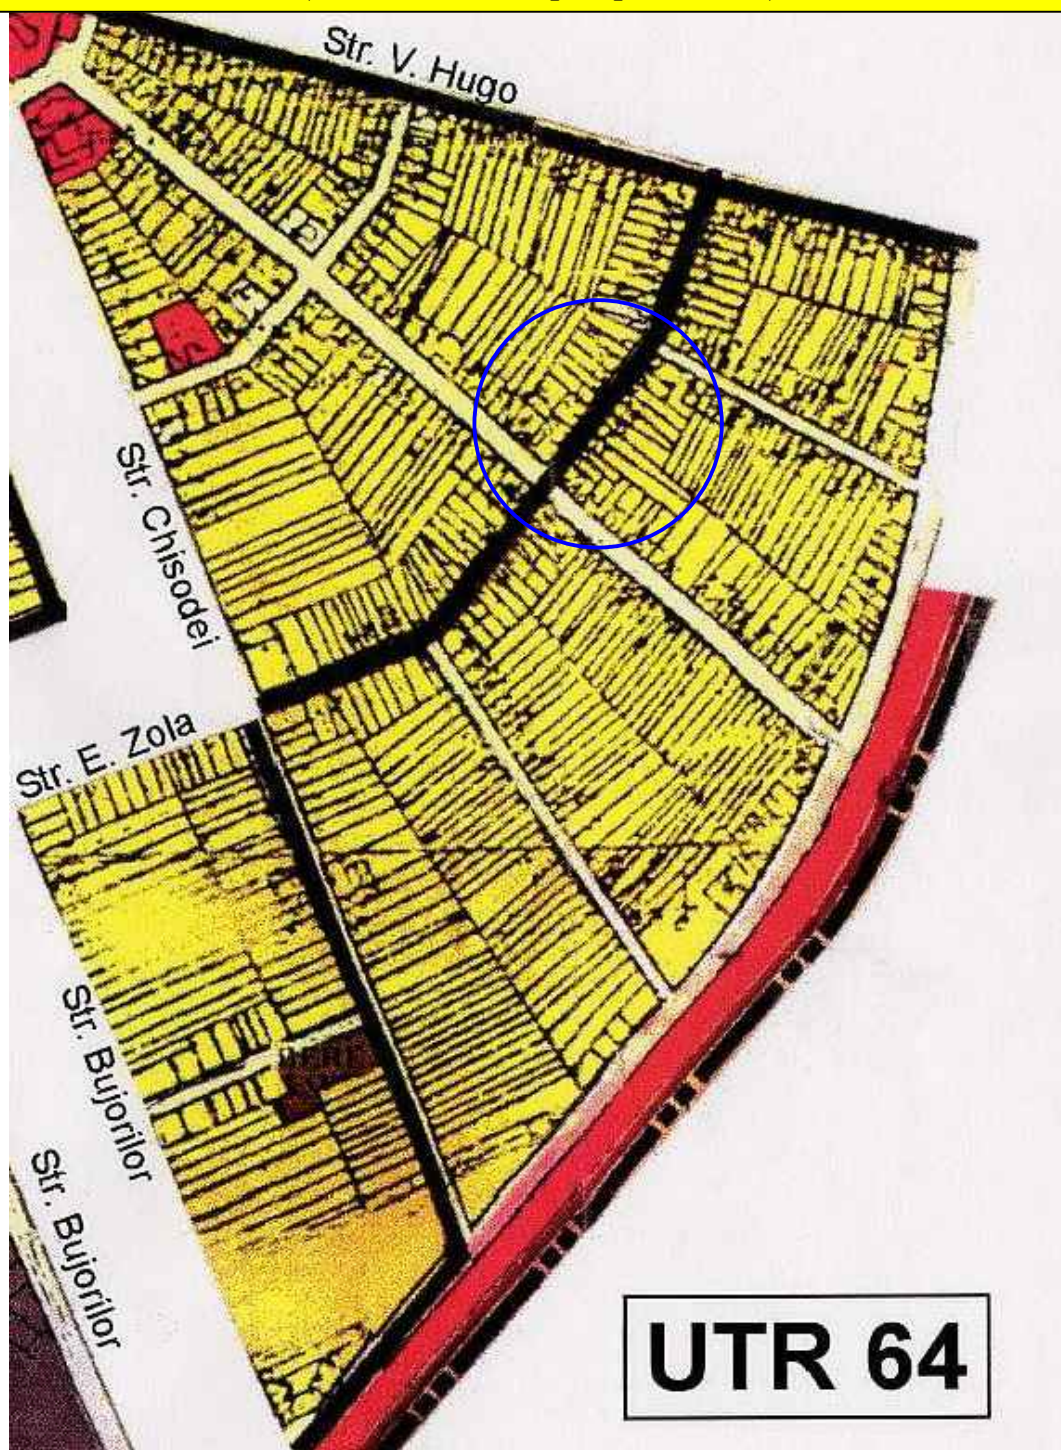 Str. V. Hugo
Str. Chisodei
Str. E. Zola
Str. Bujorilor
Str. Bujorilor
UTR 64